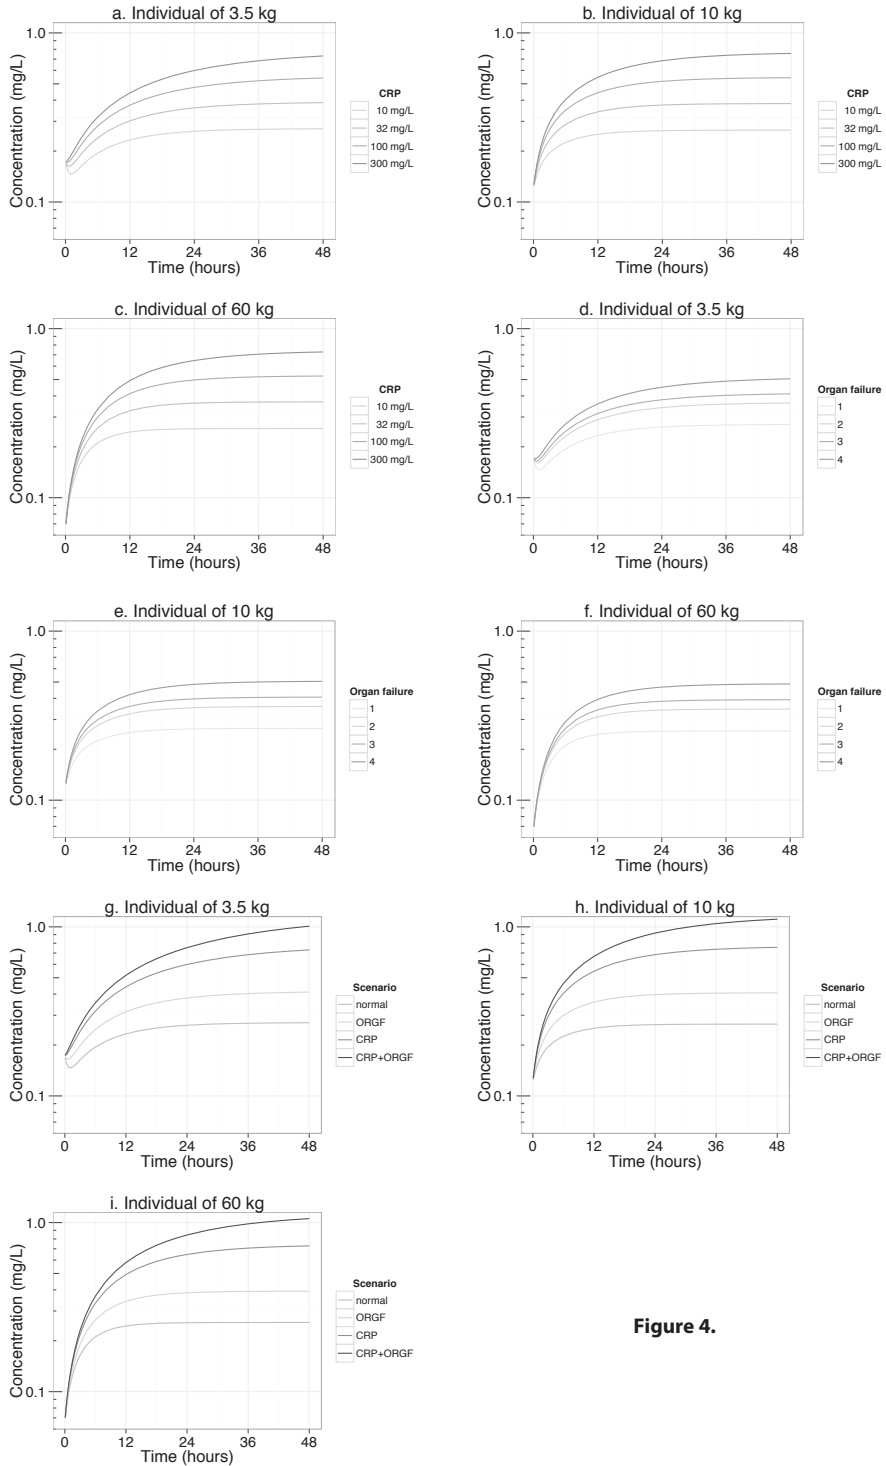 a. Individual of 3.5 kg
Concentration (mg/L)
1.0
0.1
0 12 24 36 48
Time (hours)
CRP
10 mg/L
32 mg/L
100 mg/L
300 mg/L
b. Individual of 10 kg
Concentration (mg/L)
1.0
0.1
0 12 24 36 48
Time (hours)
CRP
10 mg/L
32 mg/L
100 mg/L
300 mg/L
c. Individual of 60 kg
Concentration (mg/L)
1.0
0.1
0 12 24 36 48
Time (hours)
CRP
10 mg/L
32 mg/L
100 mg/L
300 mg/L
d. Individual of 3.5 kg
Concentration (mg/L)
1.0
0.1
0 12 24 36 48
Time (hours)
Organ failure
1
2
3
4
e. Individual of 10 kg
Concentration (mg/L)
1.0
0.1
0 12 24 36 48
Time (hours)
Organ failure
1
2
3
4
f. Individual of 60 kg
Concentration (mg/L)
1.0
0.1
0 12 24 36 48
Time (hours)
Organ failure
1
2
3
4
g. Individual of 3.5 kg
Concentration (mg/L)
1.0
0.1
0 12 24 36 48
Time (hours)
Scenario
normal
ORGF
CRP
CRP+ORGF
h. Individual of 10 kg
Concentration (mg/L)
1.0
0.1
0 12 24 36 48
Time (hours)
Scenario
normal
ORGF
CRP
CRP+ORGF
i. Individual of 60 kg
Concentration (mg/L)
1.0
0.1
0 12 24 36 48
Time (hours)
Scenario
normal
ORGF
CRP
CRP+ORGF
Figure 4.